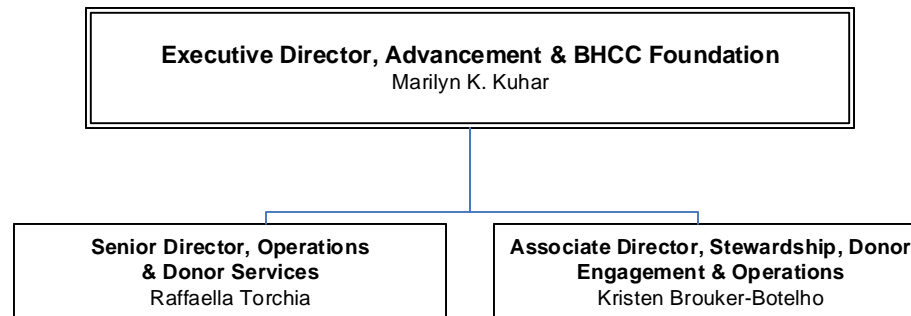 Executive Director, Advancement & BHCC Foundation
Marilyn K. Kuhar
Senior Director, Operations
& Donor Services
Raffaella Torchia
Associate Director, Stewardship, Donor
Engagement & Operations
Kristen Brouker-Botelho